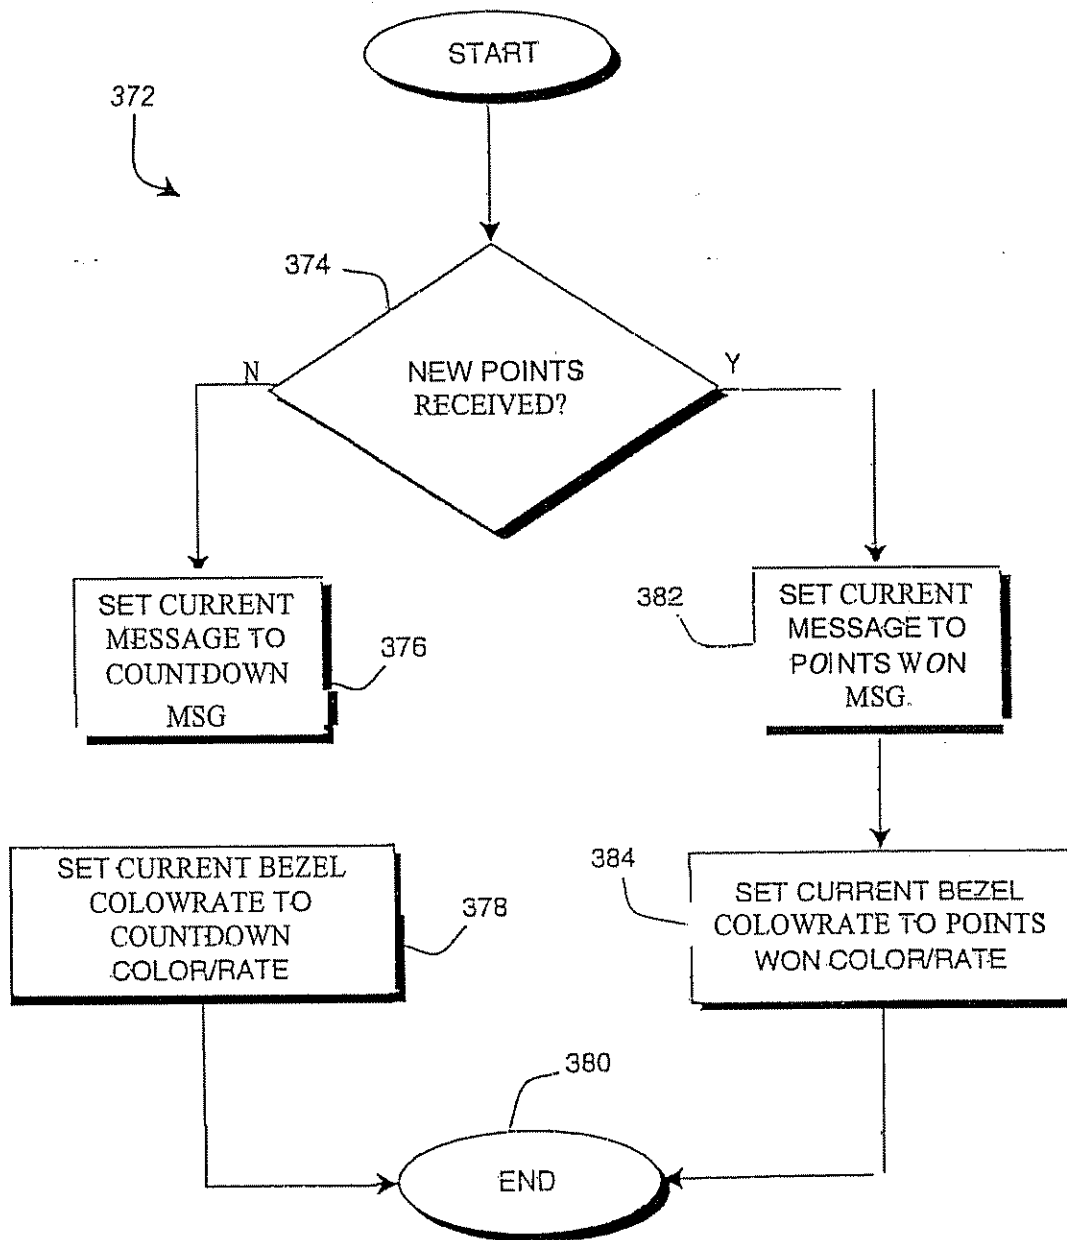 START
372
374
N
NEW POINTS
RECEIVED?
Y
SET CURRENT
MESSAGE TO
COUNTDOWN
MSG
376
382
SET CURRENT
MESSAGE TO
POINTS WON
MSG.
SET CURRENT BEZEL
COLOWRATE TO
COUNTDOWN
COLOR/RATE
378
384
SET CURRENT BEZEL
COLOWRATE TO POINTS
WON COLOR/RATE
380
END